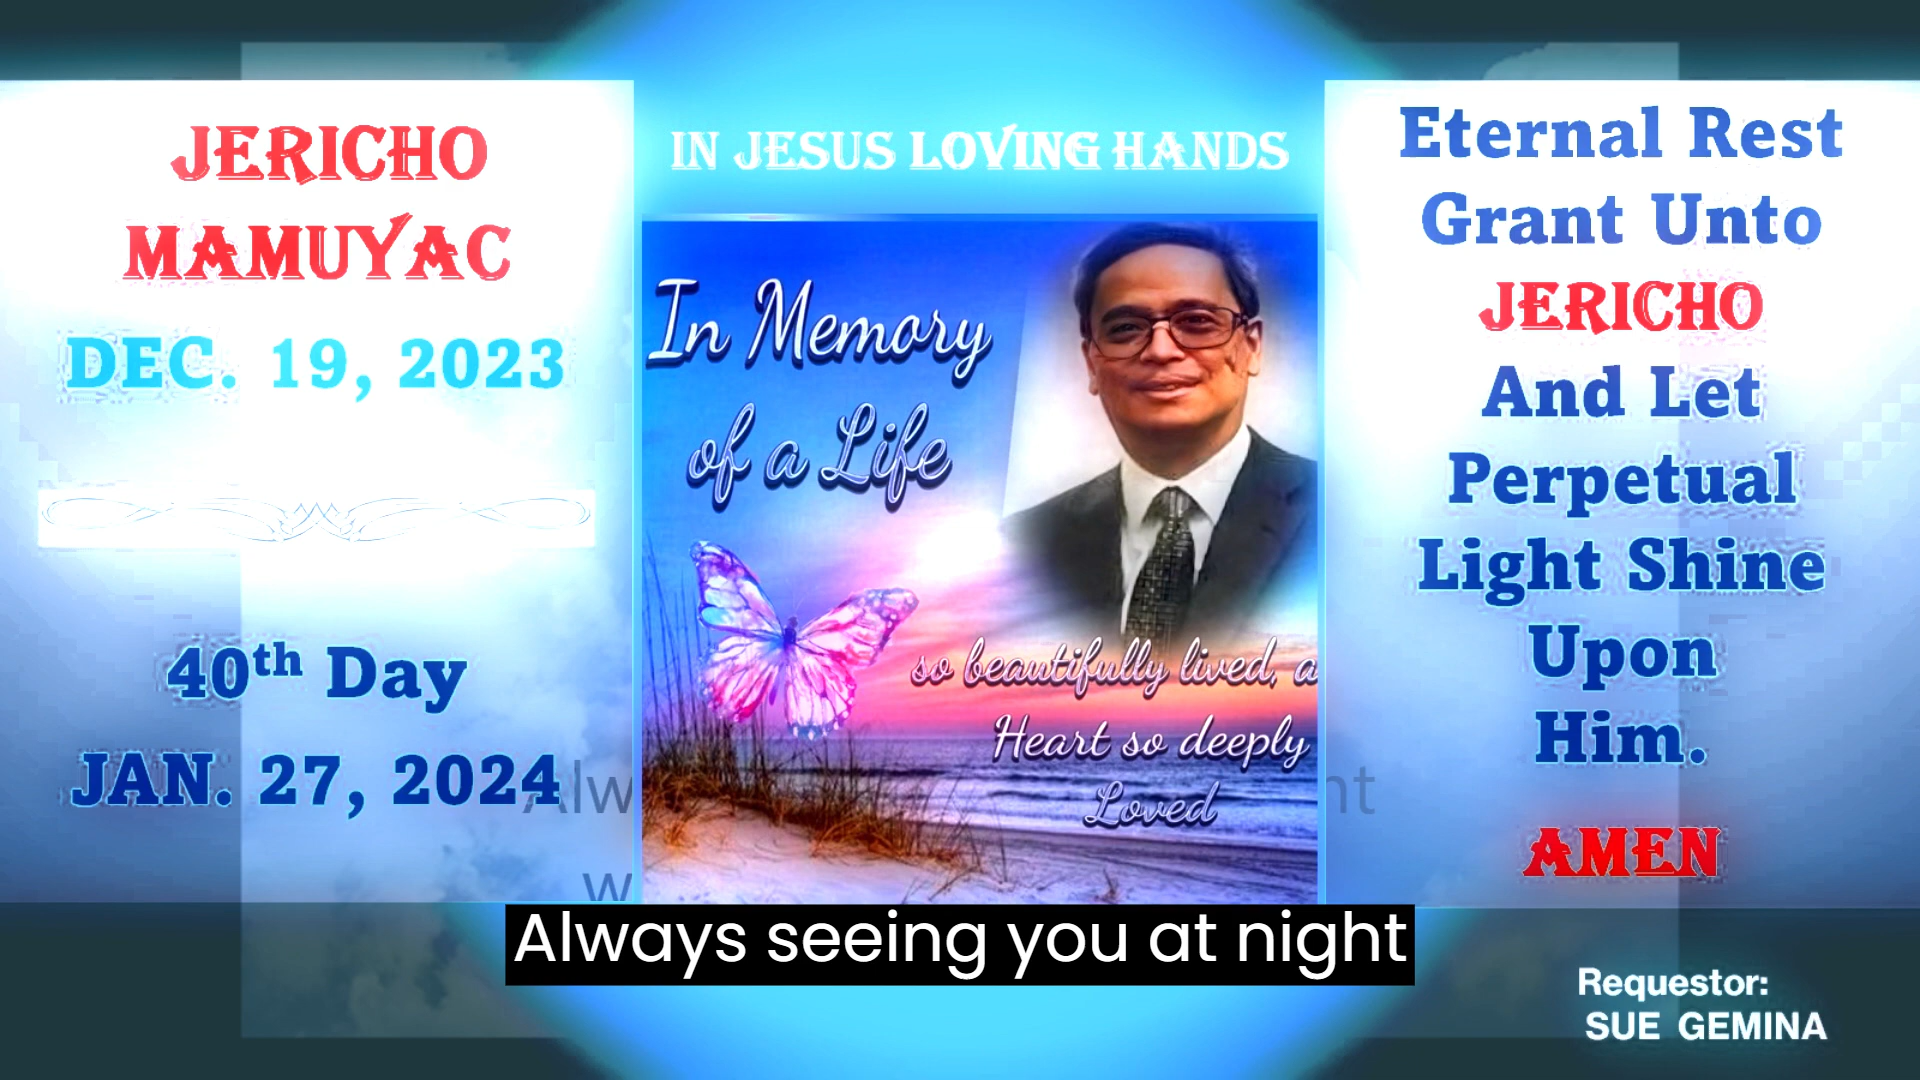 JERICHO
MAMUYAC
DEC. 19, 2023
40th Day
JAN. 27, 2024
IN JESUS LOVING HANDS
In Memory
of a Life
so beautifully lived, a
Heart so deeply
Loved
Eternal Rest
Grant Unto
JERICHO
And Let
Perpetual
Light Shine
Upon
Him.
AMEN
Always seeing you at night
Requestor:
SUE GEMINA